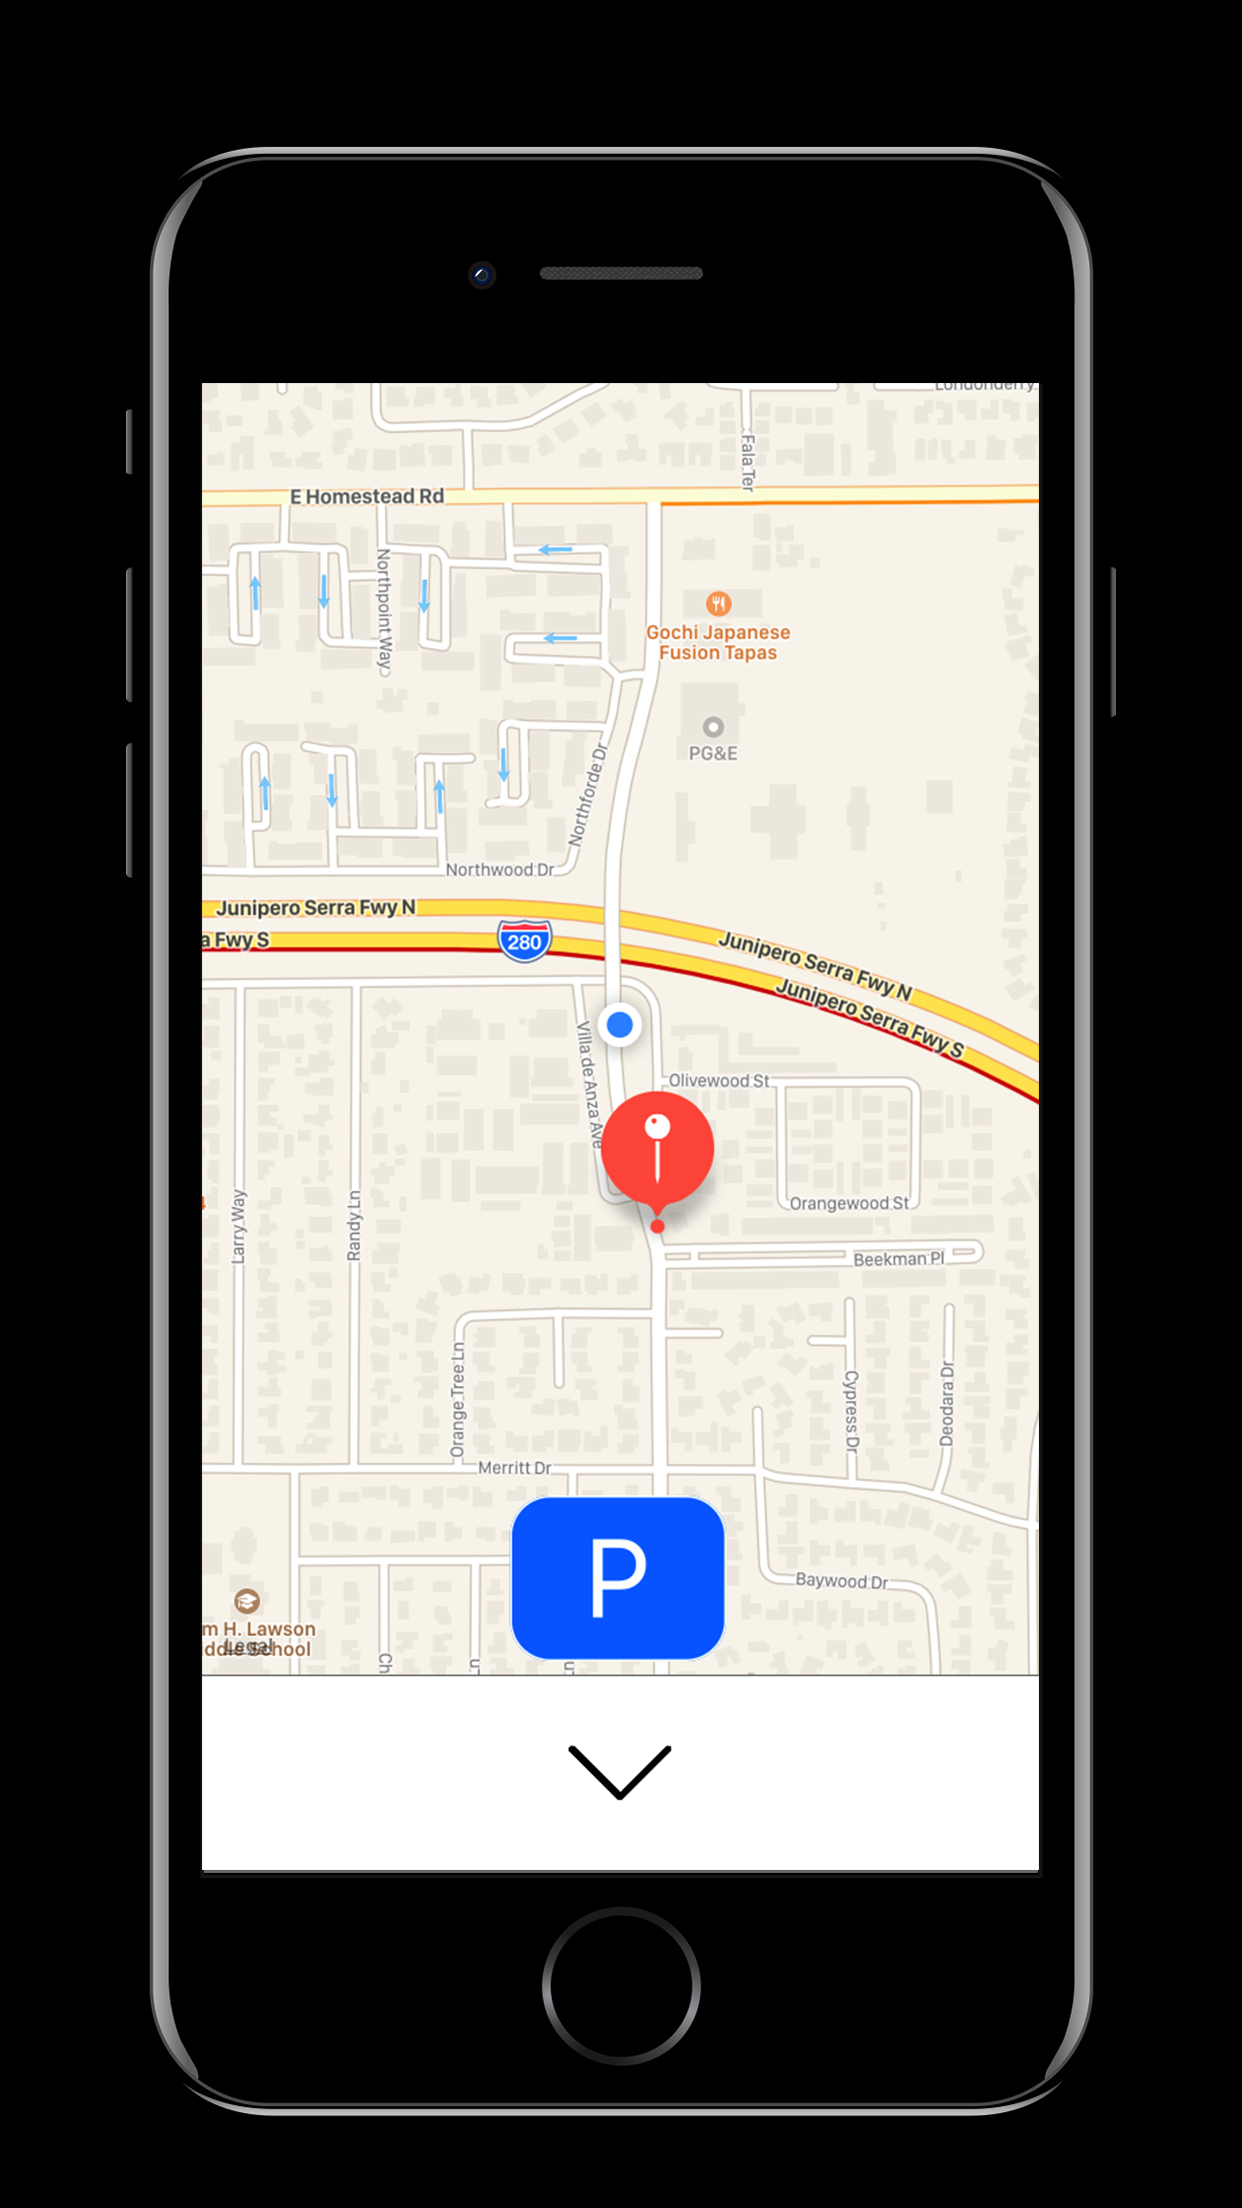 Londonderry
Fala Ter
E Homestead Rd
Northpoint Way
Gochi Japanese
Fusion Tapas
PG&E
Northforde Dr
Northwood Dr
Junipero Serra Fwy N
a Fwy S
280
Junipero Serra Fwy N
Junipero Serra Fwy S
Villa de Anza Ave
Olivewood St
Larry Way
Randy Ln
Orangewood St
Beekman Pl
Orange Tree Ln
Cypress Dr
Deodara Dr
Merritt Dr
P
Baywood Dr
m H. Lawson
ddle School
Legal
Ch